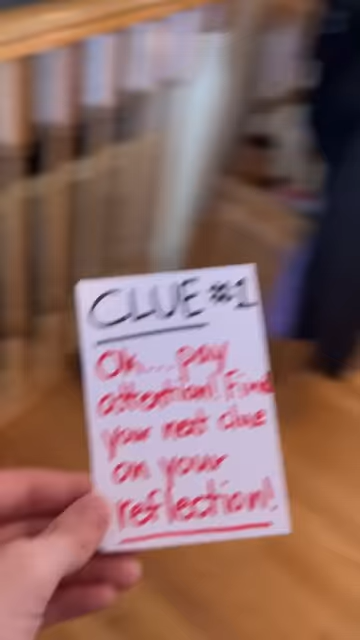 CLUE #1
Ok... pay
attention! Find
your next clue
on your
reflection!